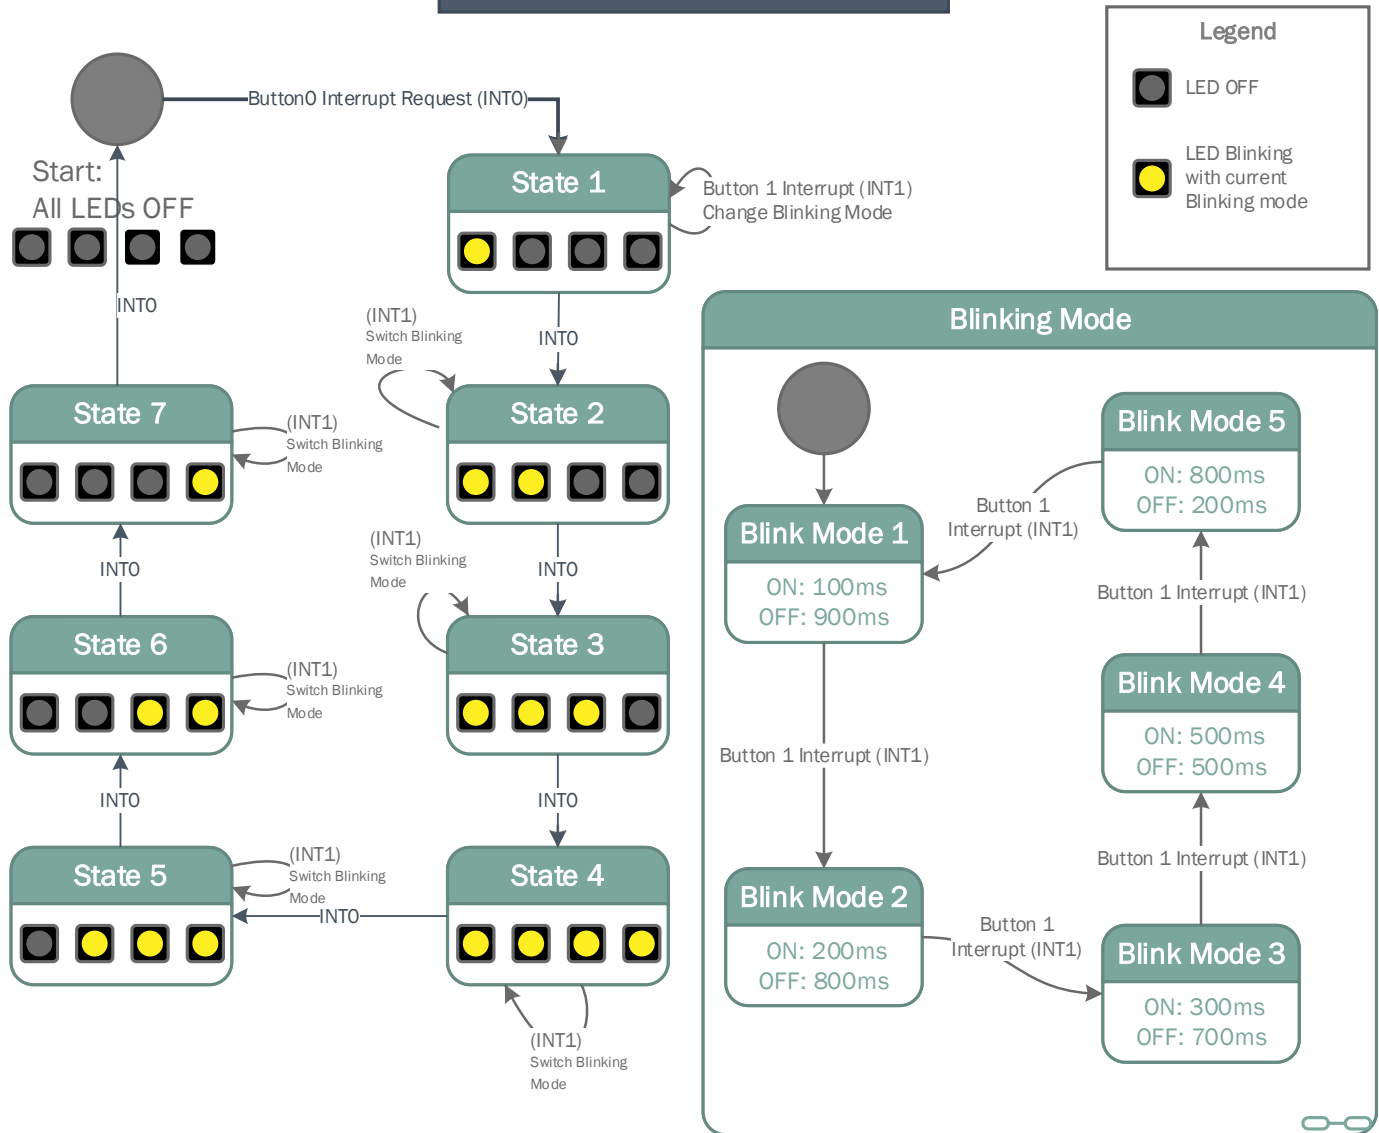 Legend
LED OFF
LED Blinking
with current
Blinking mode
Button0 Interrupt Request (INT0)
Start:
All LEDs OFF
State 1
Button 1 Interrupt (INT1)
Change Blinking Mode
INT0
INT0
(INT1)
Switch Blinking
Mode
State 2
INT0
(INT1)
Switch Blinking
Mode
State 3
INT0
State 4
(INT1)
Switch Blinking
Mode
INT0
State 5
(INT1)
Switch Blinking
Mode
INT0
State 6
(INT1)
Switch Blinking
Mode
INT0
State 7
(INT1)
Switch Blinking
Mode
Blinking Mode
Blink Mode 1
ON: 100ms
OFF: 900ms
Button 1 Interrupt (INT1)
Blink Mode 2
ON: 200ms
OFF: 800ms
Button 1
Interrupt (INT1)
Blink Mode 3
ON: 300ms
OFF: 700ms
Button 1 Interrupt (INT1)
Blink Mode 4
ON: 500ms
OFF: 500ms
Button 1 Interrupt (INT1)
Blink Mode 5
ON: 800ms
OFF: 200ms
Button 1
Interrupt (INT1)